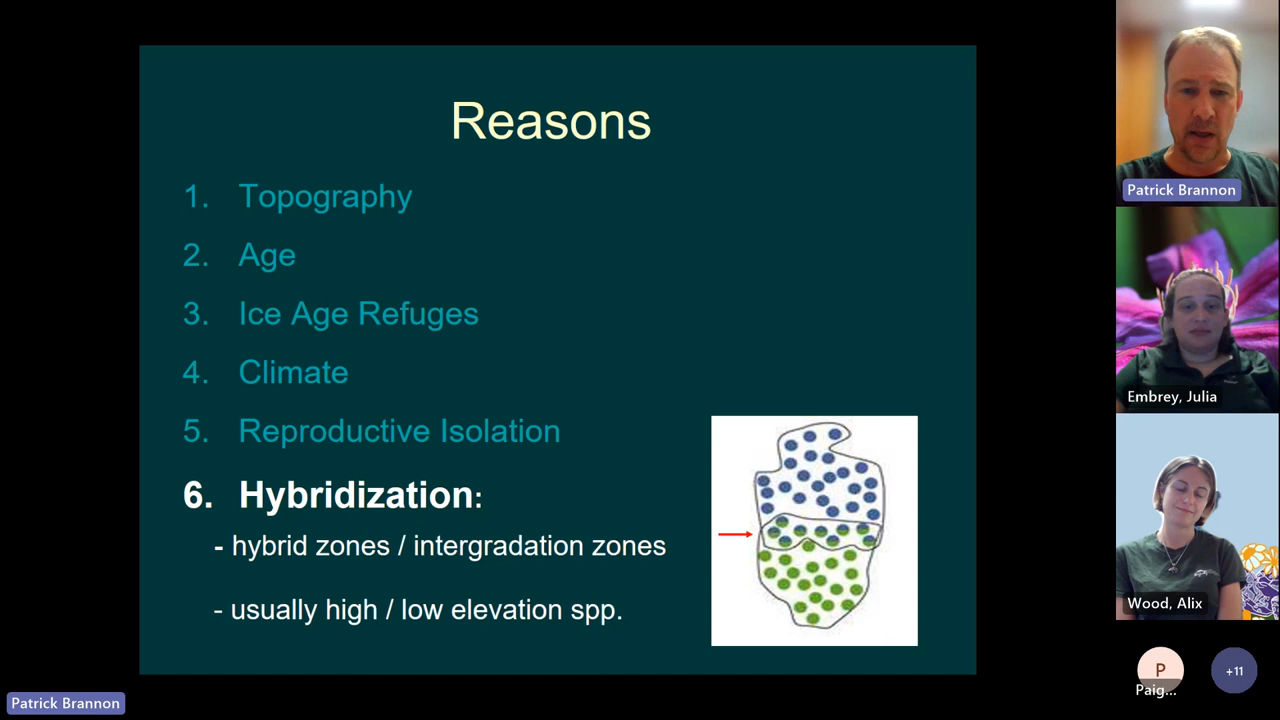 Reasons
1. Topography
2. Age
3. Ice Age Refuges
4. Climate
5. Reproductive Isolation
6. Hybridization:
- hybrid zones / intergradation zones
- usually high / low elevation spp.
Patrick Brannon
Embrey, Julia
Wood, Alix
P
Paig...
+11
Patrick Brannon